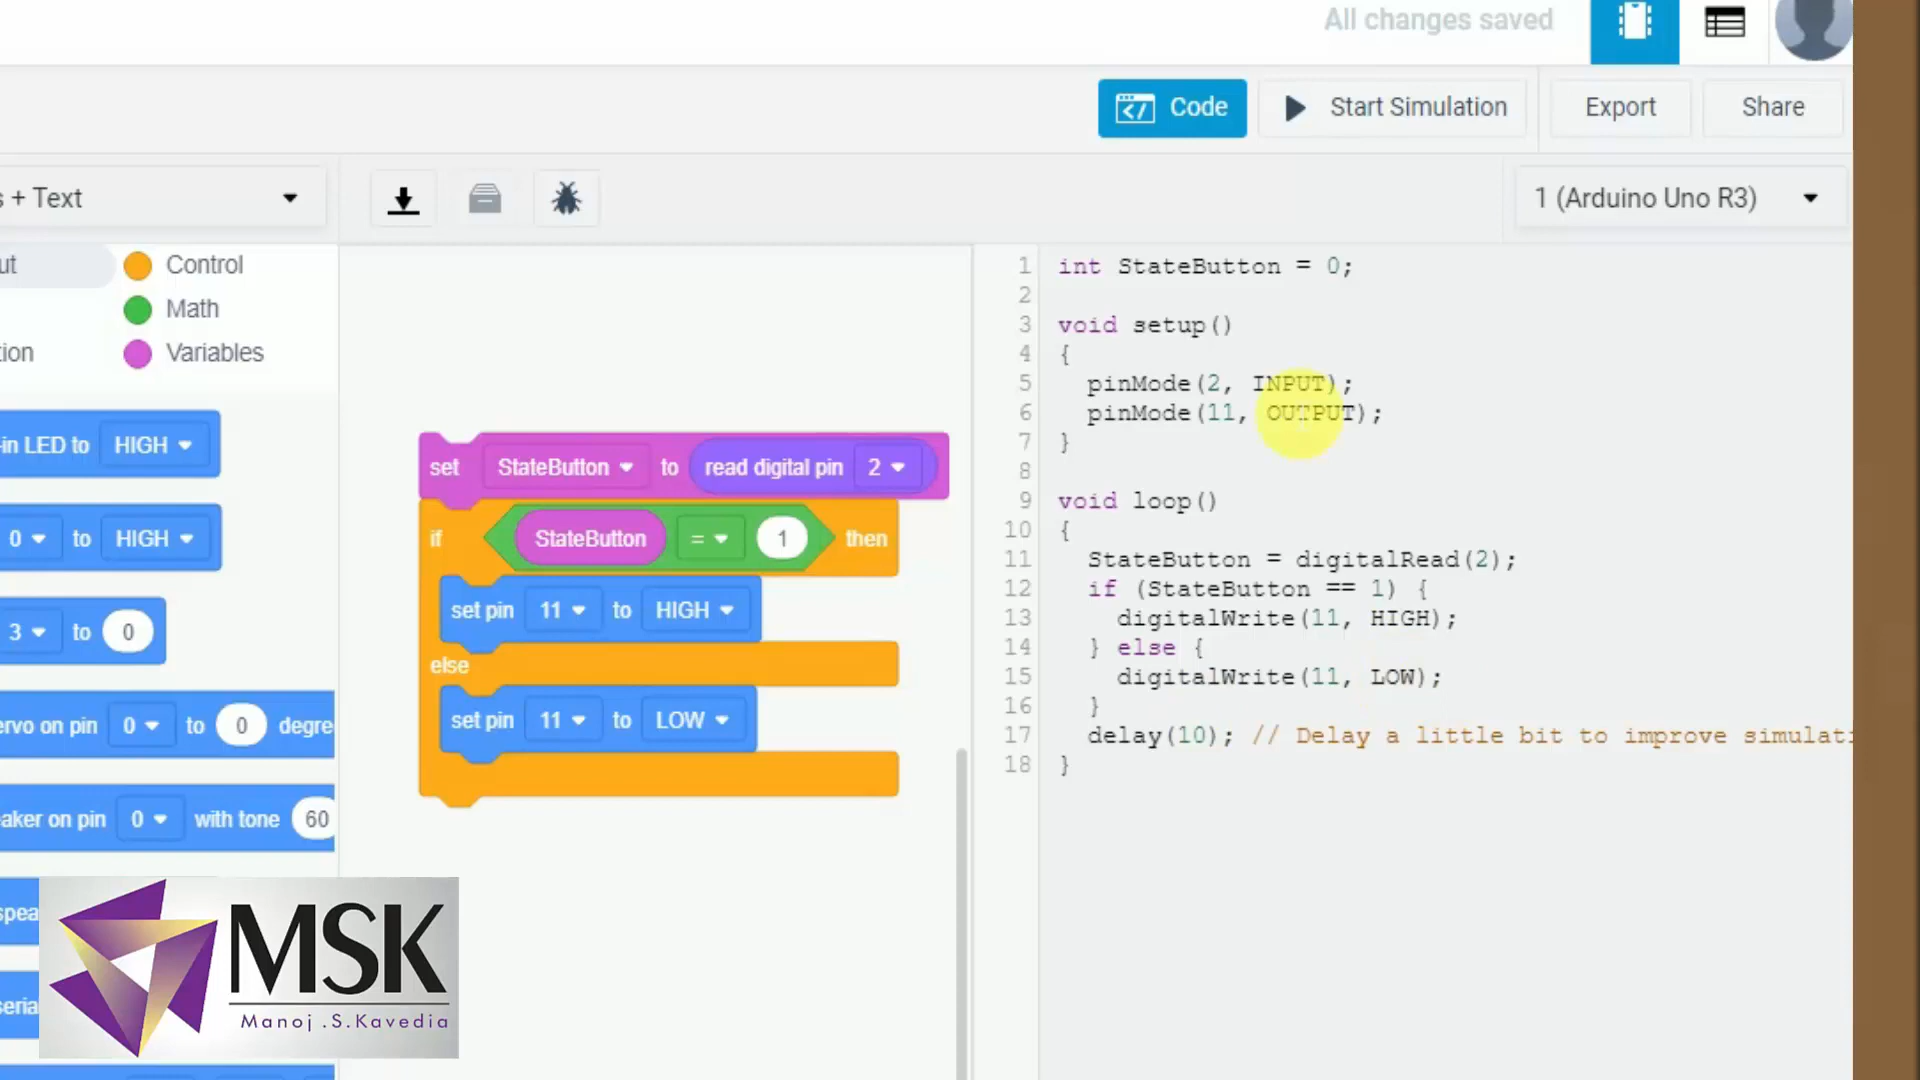 All changes saved
Code
Start Simulation
Export
Share
s + Text
1 (Arduino Uno R3)
ut
Control
Math
tion
Variables
-in LED to HIGH
0 to HIGH
3 to 0
ervo on pin 0 to 0 degre
eaker on pin 0 with tone 60
spea
seria
set StateButton to read digital pin 2
if StateButton = 1 then
set pin 11 to HIGH
else
set pin 11 to LOW
1 int StateButton = 0;
2
3 void setup()
4 {
5 pinMode(2, INPUT);
6 pinMode(11, OUTPUT);
7 }
8
9 void loop()
10 {
11 StateButton = digitalRead(2);
12 if (StateButton == 1) {
13 digitalWrite(11, HIGH);
14 } else {
15 digitalWrite(11, LOW);
16 }
17 delay(10); // Delay a little bit to improve simulati
18 }
MSK
Manoj .S.Kavedia